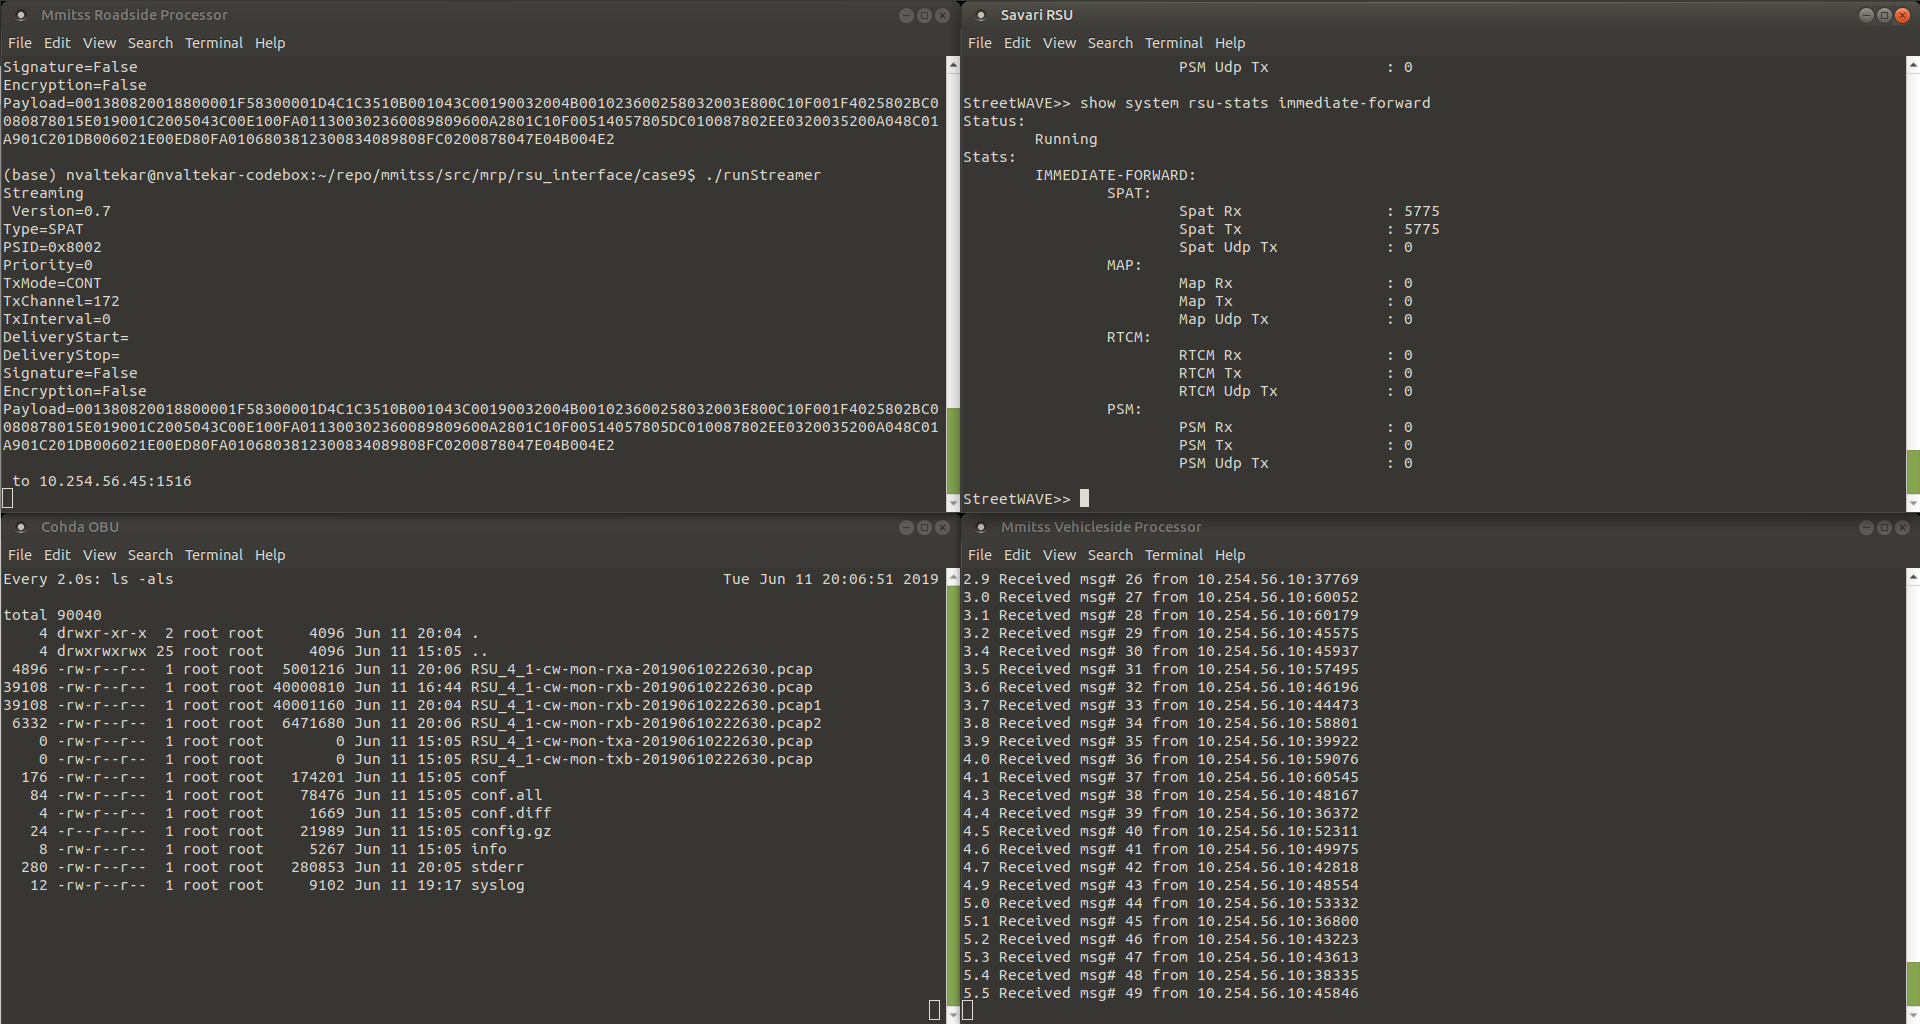 Mmitss Roadside Processor
File Edit View Search Terminal Help
Signature=False
Encryption=False
Payload=001380820018800001F58300001D4C1C3510B001043C00190032004B001023600258032003E800C10F001F4025802BC0
080878015E019001C2005043C00E100FA011300302360089809600A2801C10F00514057805DC010087802EE0320035200A048C01
A901C201DB006021E00ED80FA0106803812300834089808FC0200878047E04B004E2
(base) nvaltekar@nvaltekar-codebox:~/repo/mmitss/src/mrp/rsu_interface/case9$ ./runStreamer
Streaming
 Version=0.7
Type=SPAT
PSID=0x8002
Priority=0
TxMode=CONT
TxChannel=172
TxInterval=0
DeliveryStart=
DeliveryStop=
Signature=False
Encryption=False
Payload=001380820018800001F58300001D4C1C3510B001043C00190032004B001023600258032003E800C10F001F4025802BC0
080878015E019001C2005043C00E100FA011300302360089809600A2801C10F00514057805DC010087802EE0320035200A048C01
A901C201DB006021E00ED80FA0106803812300834089808FC0200878047E04B004E2
 to 10.254.56.45:1516
Savari RSU
File Edit View Search Terminal Help
PSM Udp Tx : 0
StreetWAVE>> show system rsu-stats immediate-forward
Status:
Running
Stats:
IMMEDIATE-FORWARD:
SPAT:
Spat Rx : 5775
Spat Tx : 5775
Spat Udp Tx : 0
MAP:
Map Rx : 0
Map Tx : 0
Map Udp Tx : 0
RTCM:
RTCM Rx : 0
RTCM Tx : 0
RTCM Udp Tx : 0
PSM:
PSM Rx : 0
PSM Tx : 0
PSM Udp Tx : 0
StreetWAVE>>
Cohda OBU
File Edit View Search Terminal Help
Every 2.0s: ls -als Tue Jun 11 20:06:51 2019
total 90040
4 drwxr-xr-x 2 root root 4096 Jun 11 20:04 .
4 drwxrwxrwx 25 root root 4096 Jun 11 15:05 ..
4896 -rw-r--r-- 1 root root 5001216 Jun 11 20:06 RSU_4_1-cw-mon-rxa-20190610222630.pcap
39108 -rw-r--r-- 1 root root 40000810 Jun 11 16:44 RSU_4_1-cw-mon-rxb-20190610222630.pcap
39108 -rw-r--r-- 1 root root 40001160 Jun 11 20:04 RSU_4_1-cw-mon-rxb-20190610222630.pcap1
6332 -rw-r--r-- 1 root root 6471680 Jun 11 20:06 RSU_4_1-cw-mon-rxb-20190610222630.pcap2
0 -rw-r--r-- 1 root root 0 Jun 11 15:05 RSU_4_1-cw-mon-txa-20190610222630.pcap
0 -rw-r--r-- 1 root root 0 Jun 11 15:05 RSU_4_1-cw-mon-txb-20190610222630.pcap
176 -rw-r--r-- 1 root root 174201 Jun 11 15:05 conf
84 -rw-r--r-- 1 root root 78476 Jun 11 15:05 conf.all
4 -rw-r--r-- 1 root root 1669 Jun 11 15:05 conf.diff
24 -r--r--r-- 1 root root 21989 Jun 11 15:05 config.gz
8 -rw-r--r-- 1 root root 5267 Jun 11 15:05 info
280 -rw-r--r-- 1 root root 280853 Jun 11 20:05 stderr
12 -rw-r--r-- 1 root root 9102 Jun 11 19:17 syslog
Mmitss Vehicleside Processor
File Edit View Search Terminal Help
2.9 Received msg# 26 from 10.254.56.10:37769
3.0 Received msg# 27 from 10.254.56.10:60052
3.1 Received msg# 28 from 10.254.56.10:60179
3.2 Received msg# 29 from 10.254.56.10:45575
3.4 Received msg# 30 from 10.254.56.10:45937
3.5 Received msg# 31 from 10.254.56.10:57495
3.6 Received msg# 32 from 10.254.56.10:46196
3.7 Received msg# 33 from 10.254.56.10:44473
3.8 Received msg# 34 from 10.254.56.10:58801
3.9 Received msg# 35 from 10.254.56.10:39922
4.0 Received msg# 36 from 10.254.56.10:59076
4.1 Received msg# 37 from 10.254.56.10:60545
4.3 Received msg# 38 from 10.254.56.10:48167
4.4 Received msg# 39 from 10.254.56.10:36372
4.5 Received msg# 40 from 10.254.56.10:52311
4.6 Received msg# 41 from 10.254.56.10:49975
4.7 Received msg# 42 from 10.254.56.10:42818
4.9 Received msg# 43 from 10.254.56.10:48554
5.0 Received msg# 44 from 10.254.56.10:53332
5.1 Received msg# 45 from 10.254.56.10:36800
5.2 Received msg# 46 from 10.254.56.10:43223
5.3 Received msg# 47 from 10.254.56.10:43613
5.4 Received msg# 48 from 10.254.56.10:38335
5.5 Received msg# 49 from 10.254.56.10:45846